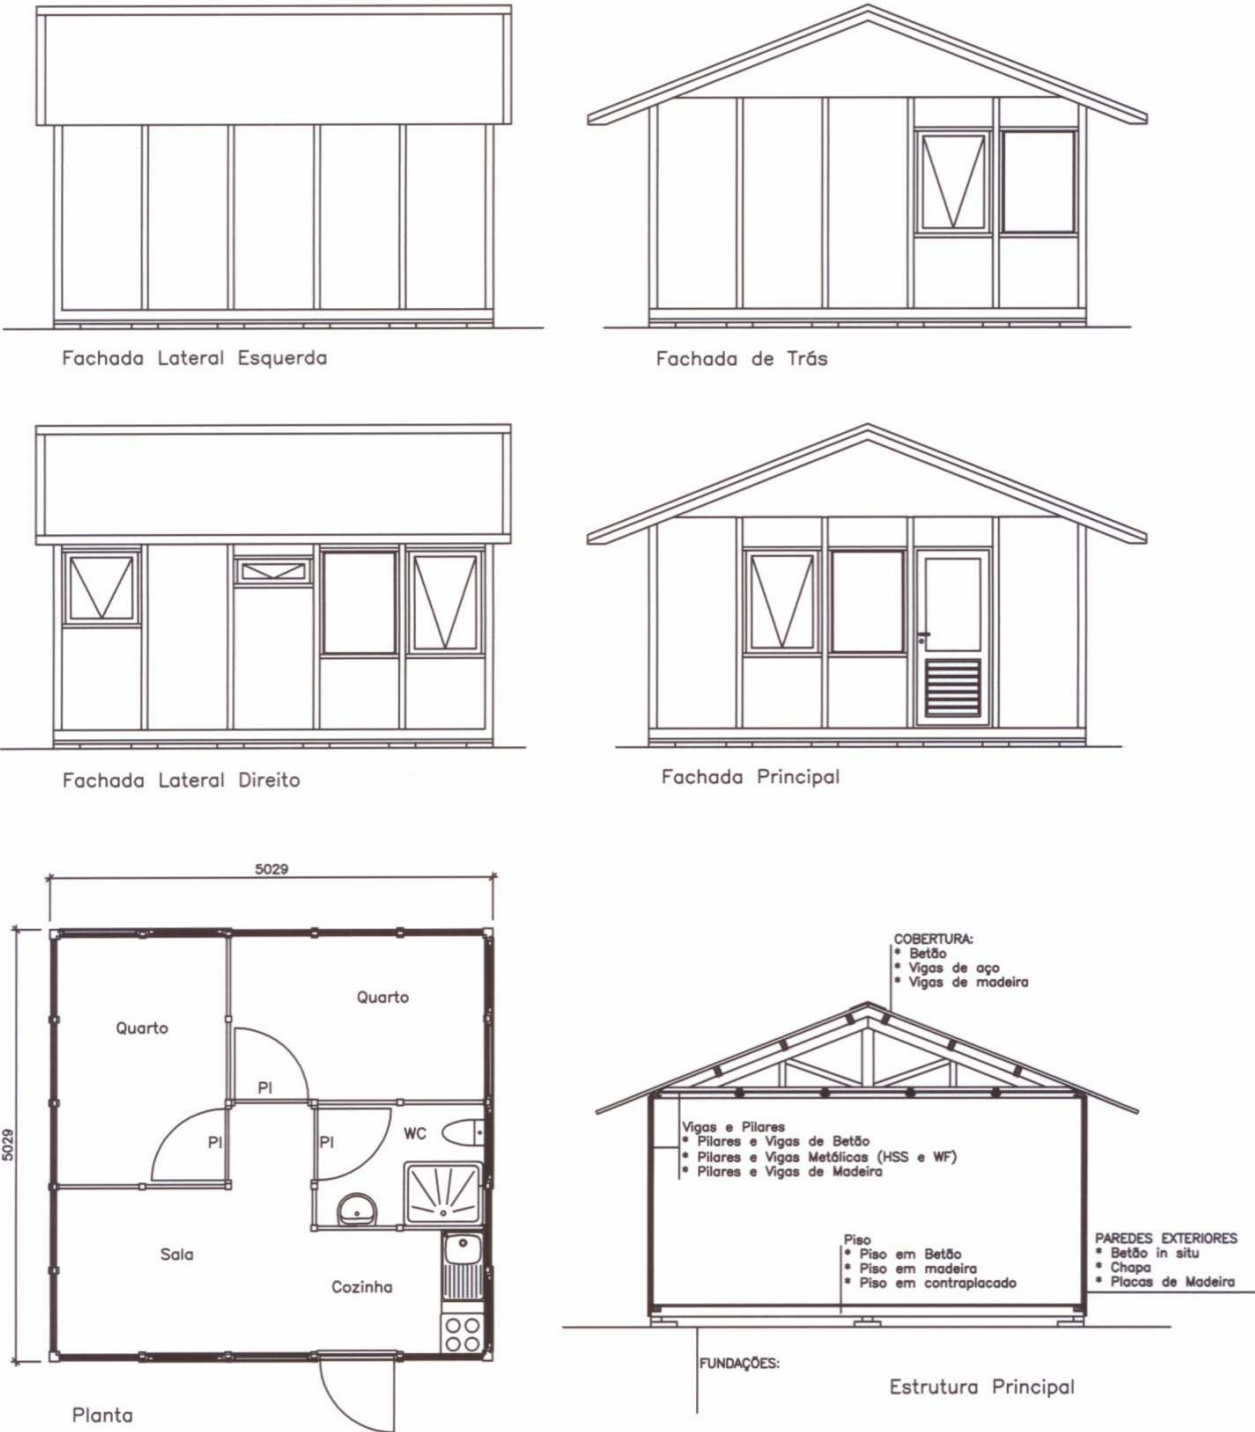 Fachada Lateral Esquerda
Fachada de Trás
Fachada Lateral Direito
Fachada Principal
5029
5029
Quarto
Quarto
PI
PI
PI
WC
Sala
Cozinha
Planta
COBERTURA:
* Betão
* Vigas de aço
* Vigas de madeira
Vigas e Pilares
* Pilares e Vigas de Betão
* Pilares e Vigas Metálicas (HSS e WF)
* Pilares e Vigas de Madeira
Piso
* Piso em Betão
* Piso em madeira
* Piso em contraplacado
PAREDES EXTERIORES
* Betão in situ
* Chapa
* Placas de Madeira
FUNDAÇÕES:
Estrutura Principal